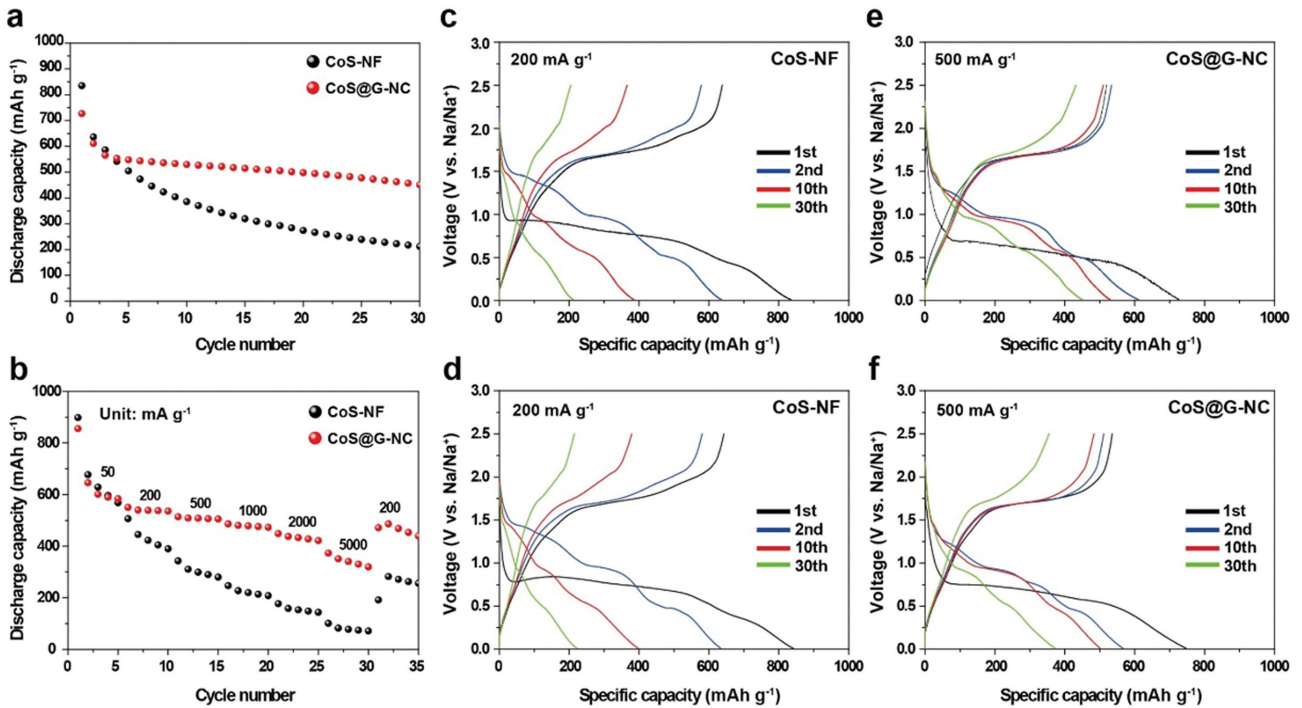 a
Discharge capacity (mAh g⁻¹)
1000
900
800
700
600
500
400
300
200
100
0
0 5 10 15 20 25 30
Cycle number
CoS-NF
CoS@G-NC
c
Voltage (V vs. Na/Na⁺)
3.0
2.5
2.0
1.5
1.0
0.5
0.0
0 200 400 600 800 1000
Specific capacity (mAh g⁻¹)
200 mA g⁻¹
CoS-NF
1st
2nd
10th
30th
e
Voltage (V vs. Na/Na⁺)
3.0
2.5
2.0
1.5
1.0
0.5
0.0
0 200 400 600 800 1000
Specific capacity (mAh g⁻¹)
500 mA g⁻¹
CoS@G-NC
1st
2nd
10th
30th
b
Discharge capacity (mAh g⁻¹)
1000
800
600
400
200
0
0 5 10 15 20 25 30 35
Cycle number
Unit: mA g⁻¹
CoS-NF
CoS@G-NC
50
200
500
1000
2000
5000
200
d
Voltage (V vs. Na/Na⁺)
3.0
2.5
2.0
1.5
1.0
0.5
0.0
0 200 400 600 800 1000
Specific capacity (mAh g⁻¹)
200 mA g⁻¹
CoS-NF
1st
2nd
10th
30th
f
Voltage (V vs. Na/Na⁺)
3.0
2.5
2.0
1.5
1.0
0.5
0.0
0 200 400 600 800 1000
Specific capacity (mAh g⁻¹)
500 mA g⁻¹
CoS@G-NC
1st
2nd
10th
30th